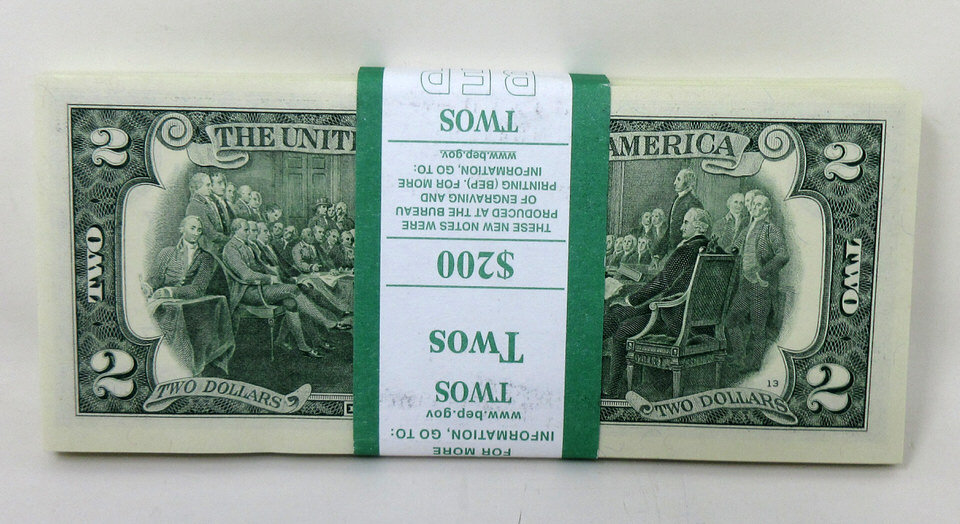 2 THE UNIT AMERICA 2
TWO TWO
2 TWO DOLLARS TWO DOLLARS 2
13
FOR MORE
INFORMATION, GO TO:
www.bep.gov
TWOS
TWOS
$200
THESE NEW NOTES WERE
PRODUCED AT THE BUREAU
OF ENGRAVING AND
PRINTING (BEP). FOR MORE
INFORMATION, GO TO:
www.bep.gov.
TWOS
BEP